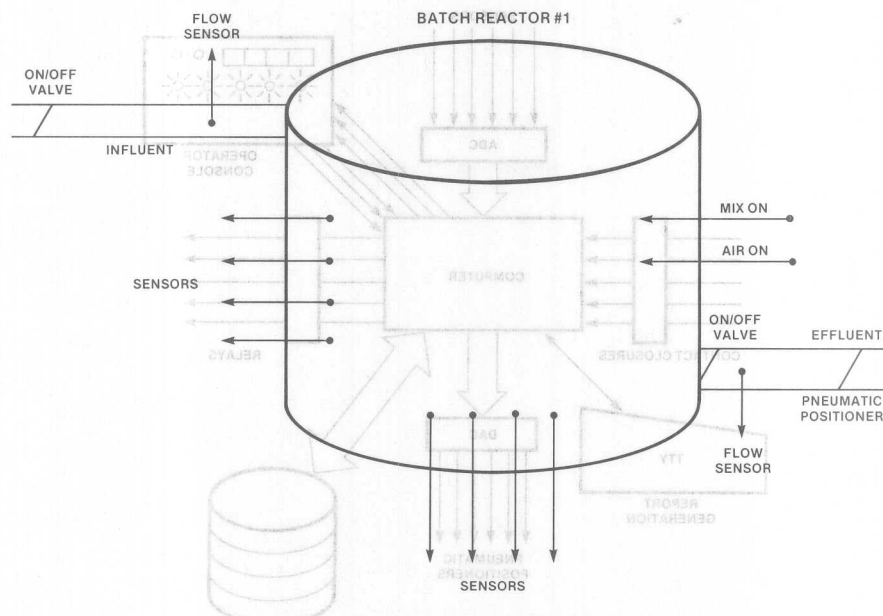 FLOW
SENSOR
BATCH REACTOR #1
ON/OFF
VALVE
INFLUENT
ADC
OPERATOR
CONSOLE
MIX ON
AIR ON
COMPUTER
SENSORS
ON/OFF
VALVE
EFFLUENT
RELAYS
CONTACT CLOSURES
PNEUMATIC
POSITIONER
DAC
TTY
FLOW
SENSOR
REPORT
GENERATION
PNEUMATIC
POSITIONERS
SENSORS